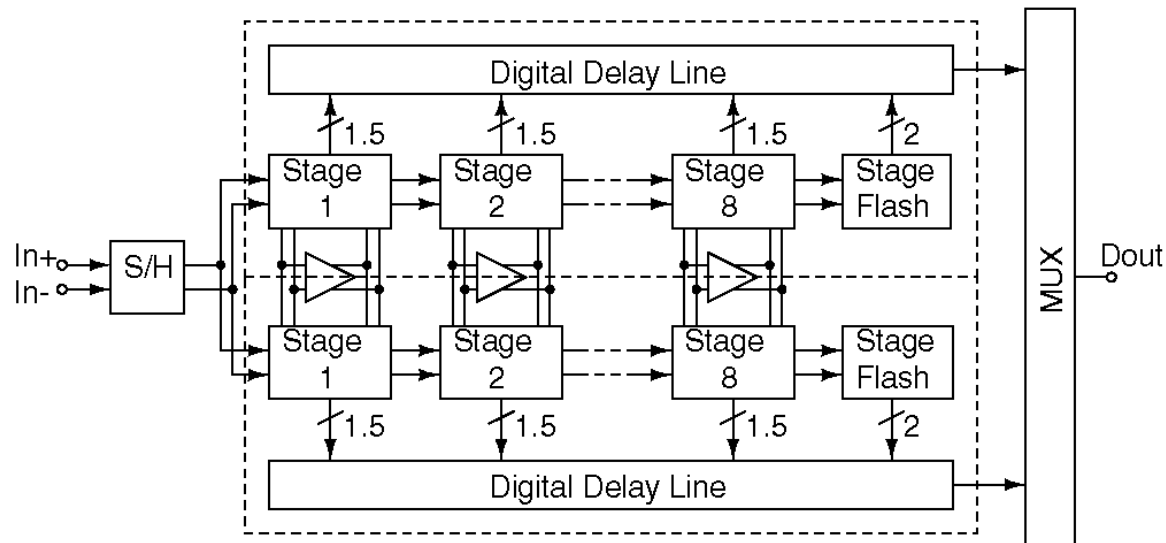 Digital Delay Line
1.5 1.5 1.5 2
Stage 1 Stage 2 Stage 8 Stage Flash
In+
In-
S/H
MUX
Dout
Stage 1 Stage 2 Stage 8 Stage Flash
1.5 1.5 1.5 2
Digital Delay Line